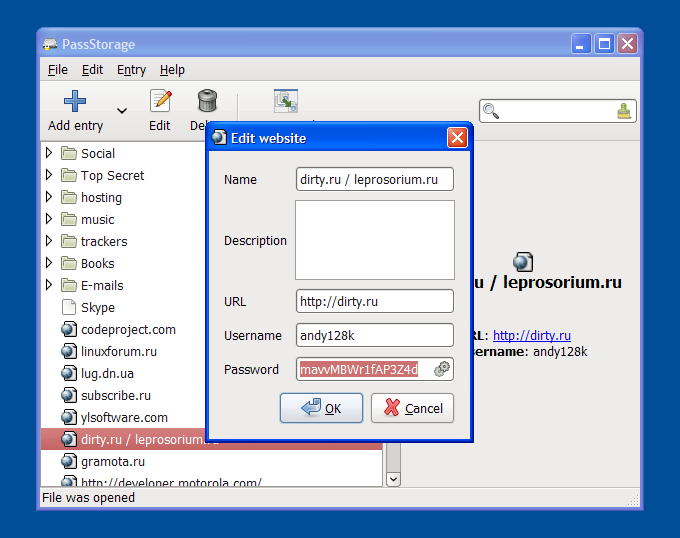 PassStorage
File Edit Entry Help
Add entry Edit
Edit website
Name dirty.ru / leprosorium.ru
Description
URL http://dirty.ru
Username andy128k
Password mavvMBWr1fAP3Z4d
OK Cancel
Social
Top Secret
hosting
music
trackers
Books
E-mails
Skype
codeproject.com
linuxforum.ru
lug.dn.ua
subscribe.ru
ylsoftware.com
dirty.ru / leprosorium.
gramota.ru
http://developer.motorola.com/
u / leprosorium.ru
RL: http://dirty.ru
sername: andy128k
File was opened